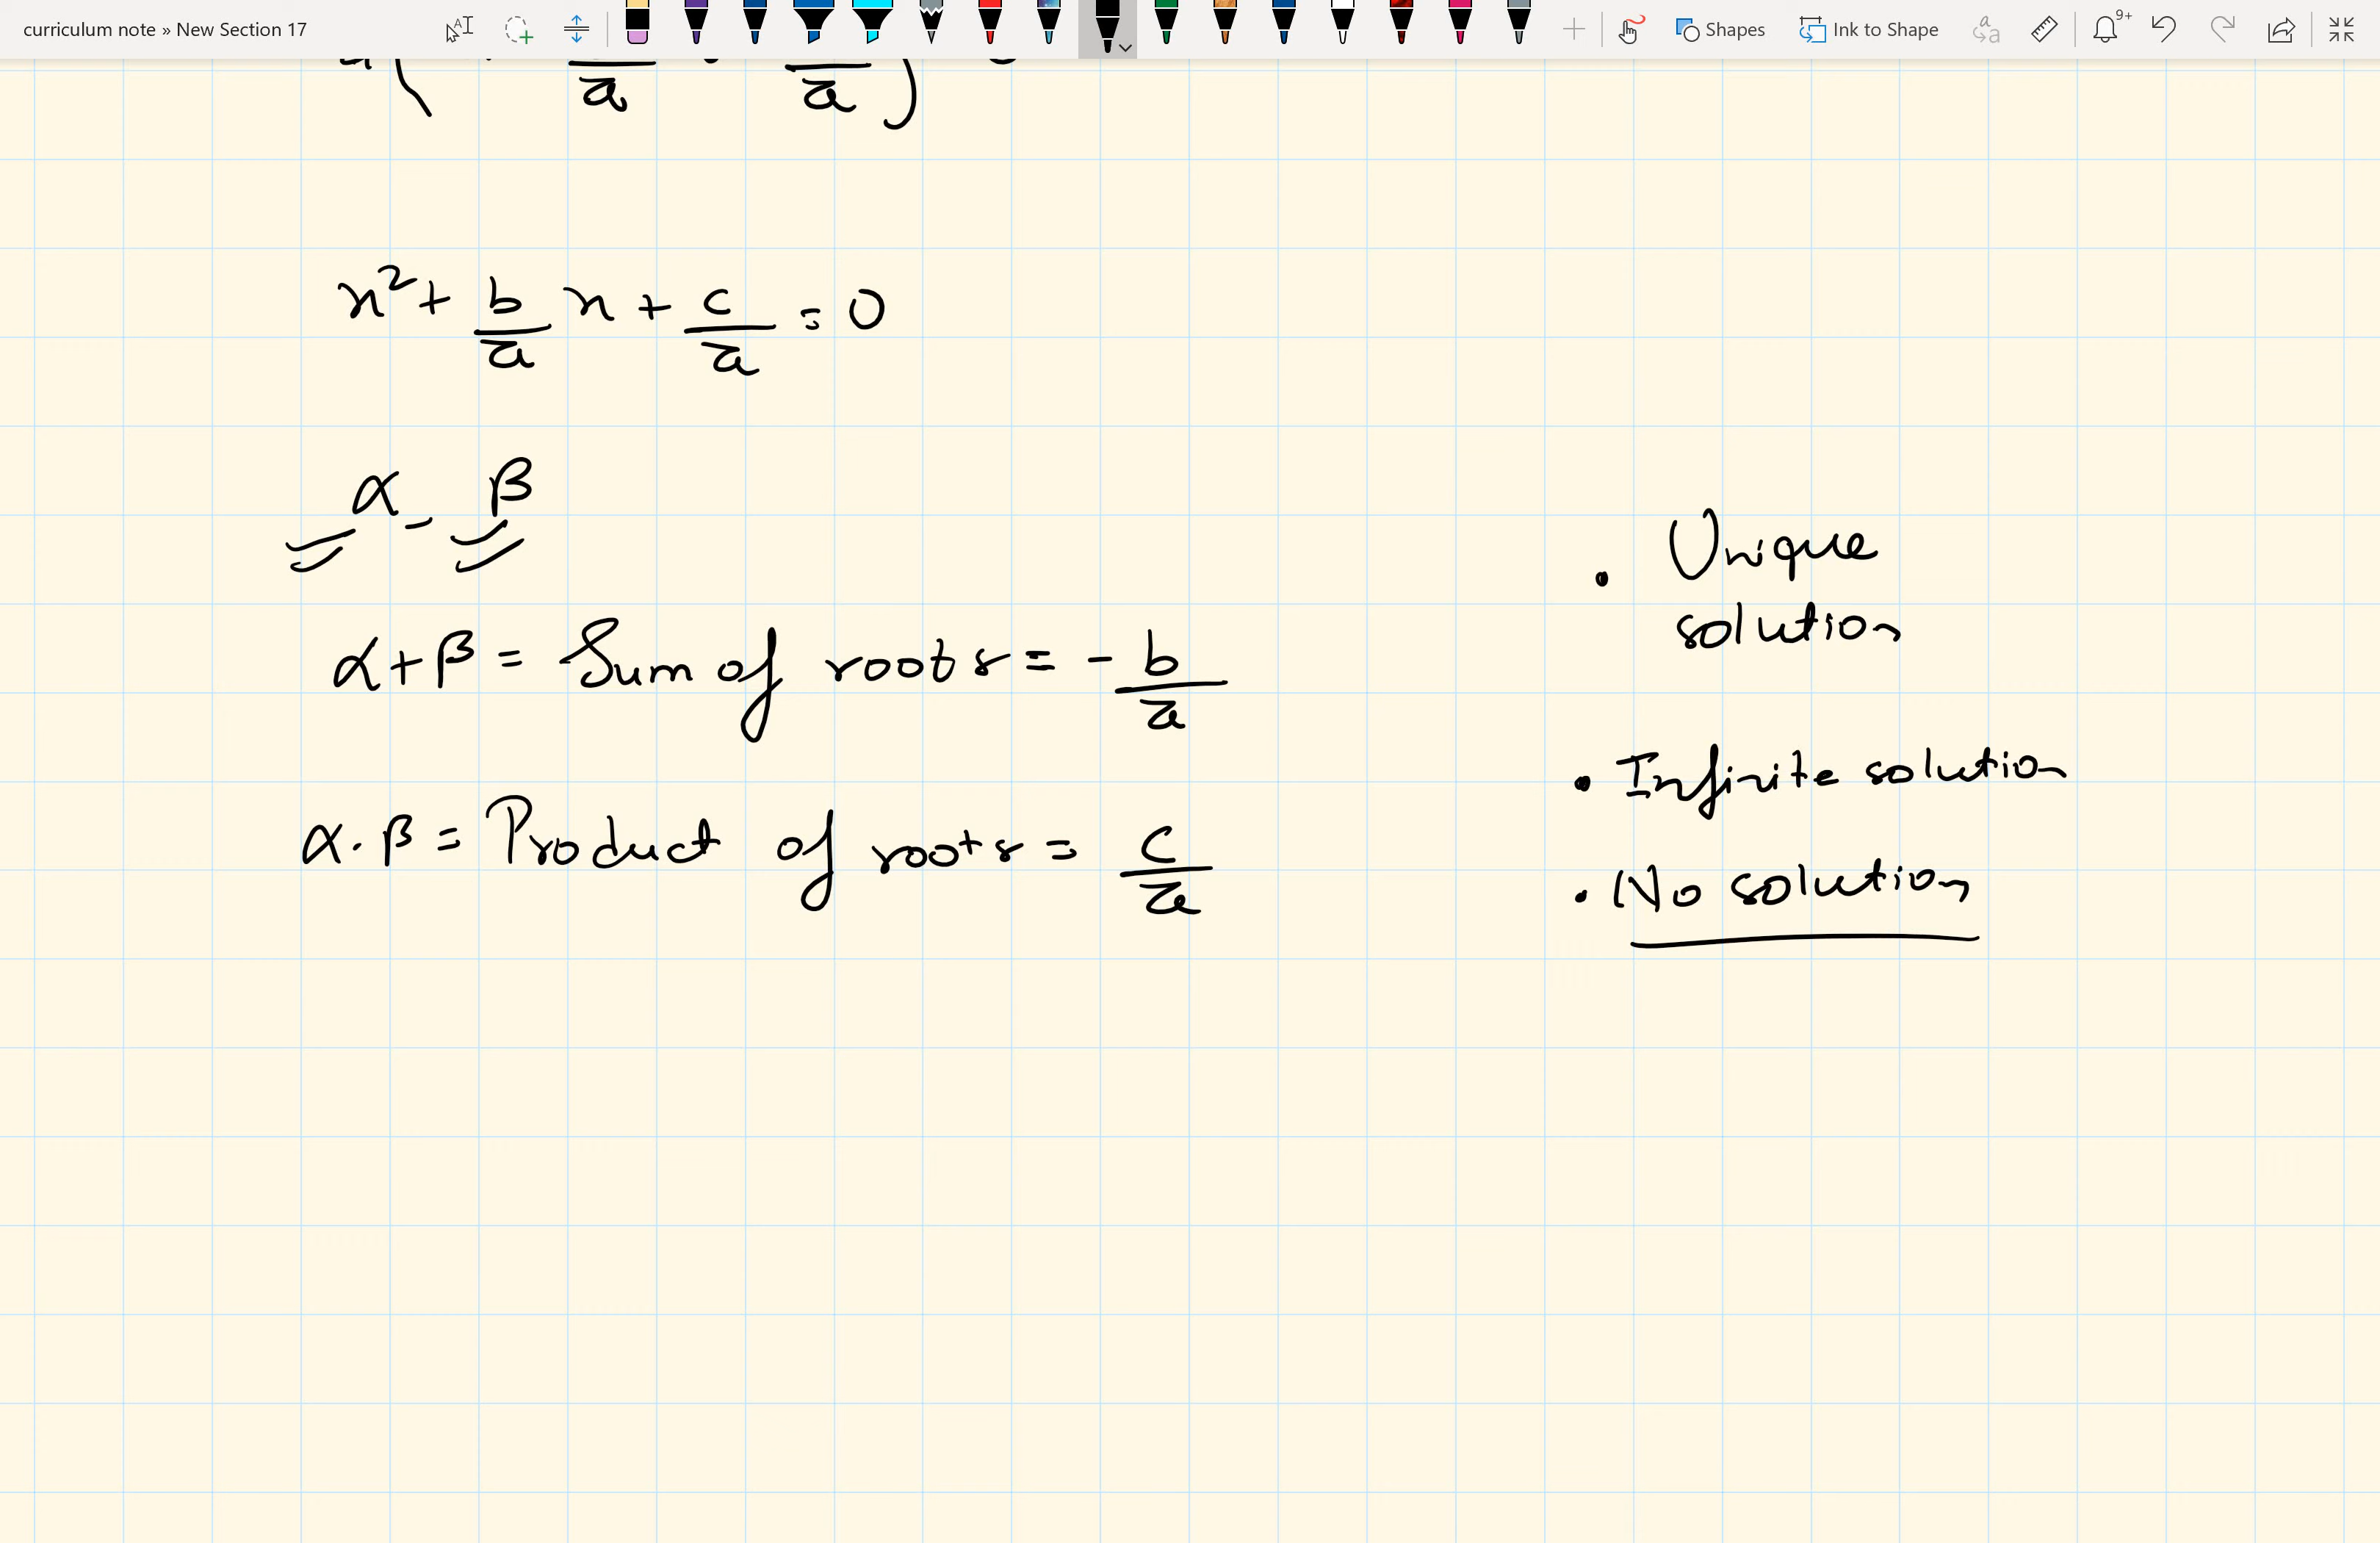 curriculum note » New Section 17
Shapes
Ink to Shape
9+
a
a
x² + b/a x + c/a = 0
α, β
α+β = Sum of roots = - b/a
α·β = Product of roots = c/a
• Unique
solution
• Infinite solution
• No solution